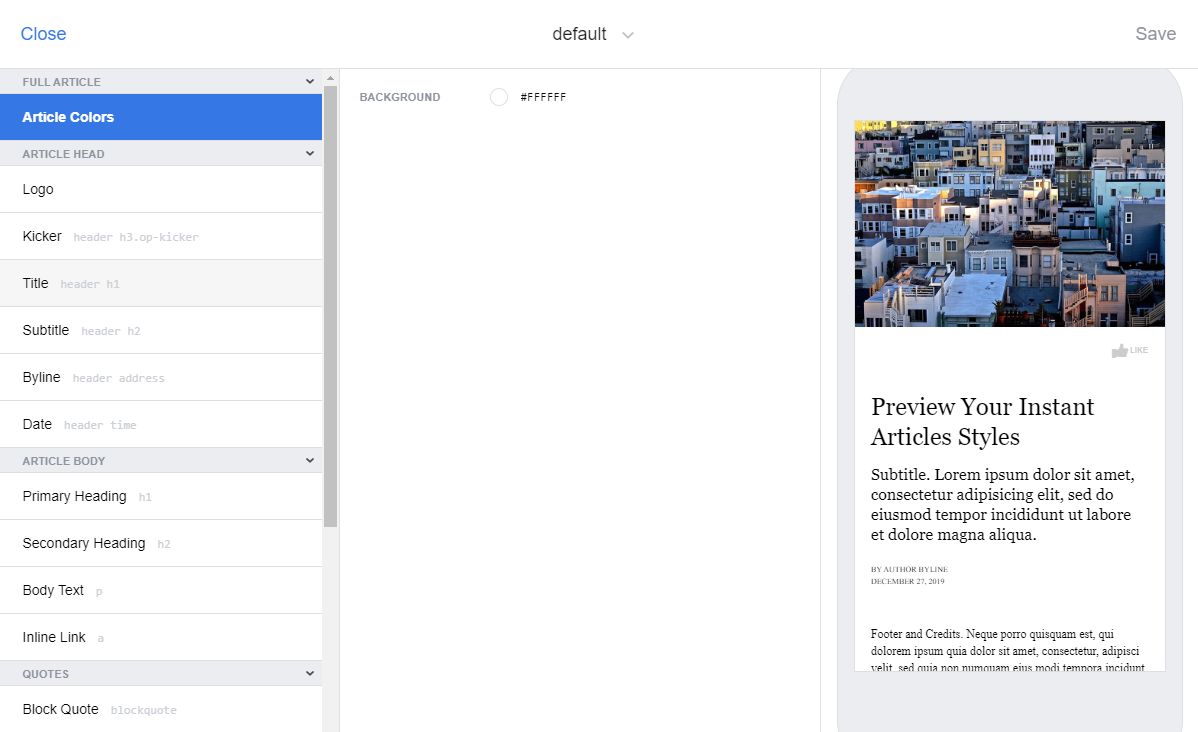 Close
default
Save
FULL ARTICLE
Article Colors
ARTICLE HEAD
Logo
Kicker header h3.op-kicker
Title header h1
Subtitle header h2
Byline header address
Date header time
ARTICLE BODY
Primary Heading h1
Secondary Heading h2
Body Text p
Inline Link a
QUOTES
Block Quote blockquote
BACKGROUND #FFFFFF
LIKE
Preview Your Instant
Articles Styles
Subtitle. Lorem ipsum dolor sit amet,
consectetur adipisicing elit, sed do
eiusmod tempor incididunt ut labore
et dolore magna aliqua.
BY AUTHOR BYLINE
DECEMBER 27, 2019
Footer and Credits. Neque porro quisquam est, qui
dolorem ipsum quia dolor sit amet, consectetur, adipisci
velit, sed quia non numquam eius modi tempora incidunt